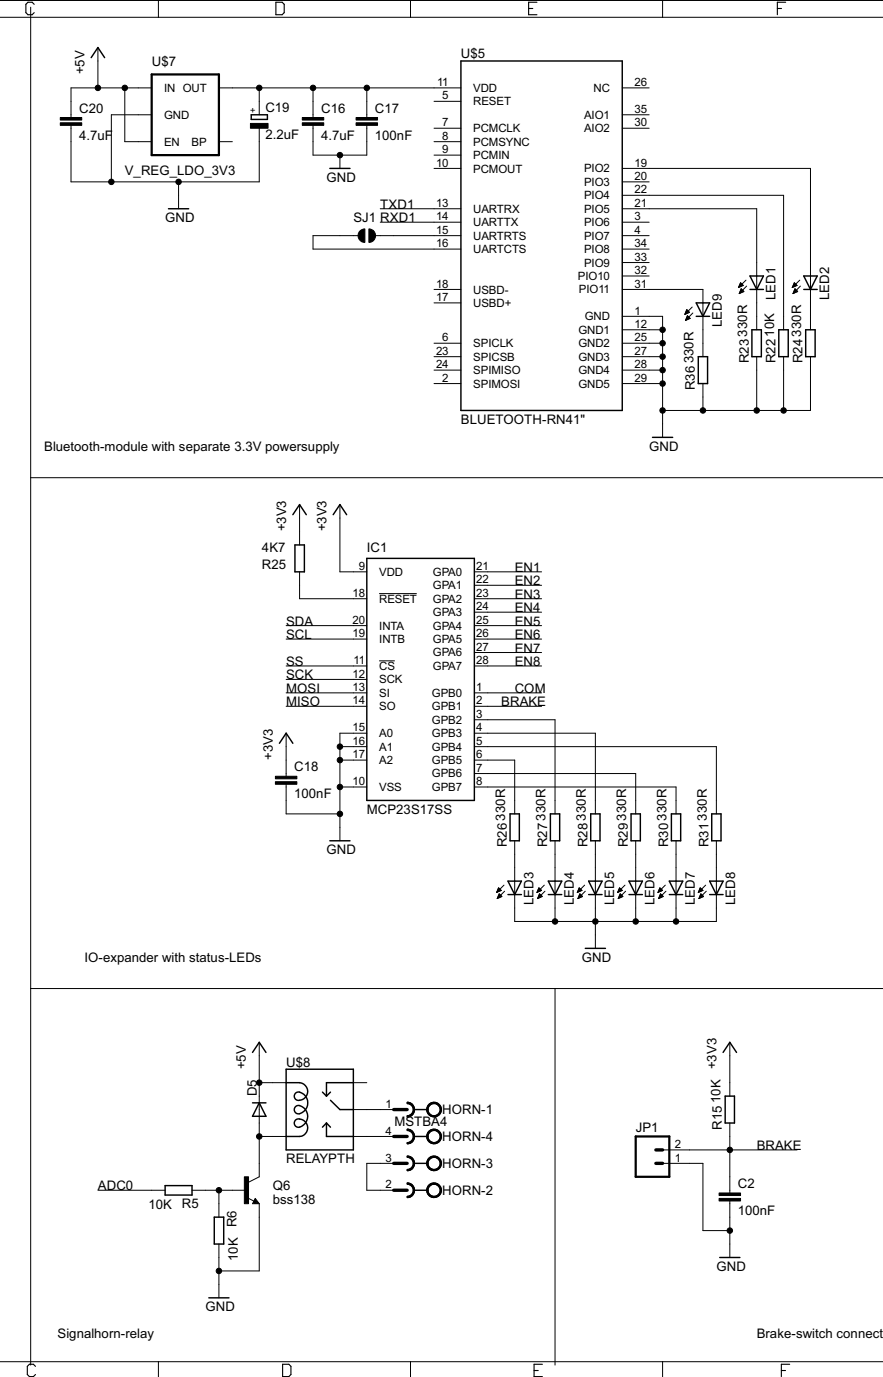 C D E F
+5V
U$7
IN OUT
GND
EN BP
V_REG_LDO_3V3
C20
4.7uF
C19
+
2.2uF
C16
4.7uF
C17
100nF
GND
GND
U$5
11 VDD
5 RESET
7 PCMCLK
8 PCMSYNC
9 PCMIN
10 PCMOUT
TXD1 13 UARTRX
SJ1 RXD1 14 UARTTX
15 UARTRTS
16 UARTCTS
18 USBD-
17 USBD+
6 SPICLK
23 SPICSB
24 SPIMISO
2 SPIMOSI
NC 26
AIO1 35
AIO2 30
PIO2 19
PIO3 20
PIO4 22
PIO5 21
PIO6 3
PIO7 4
PIO8 34
PIO9 33
PIO10 32
PIO11 31
GND 1
GND1 12
GND2 25
GND3 27
GND4 28
GND5 29
BLUETOOTH-RN41"
LED9
LED1
LED2
R36 330R
R23 330R
R22 10K
R24 330R
GND
Bluetooth-module with separate 3.3V powersupply
+3V3
+3V3
4K7
R25
IC1
9 VDD
18 RESET
SDA 20 INTA
SCL 19 INTB
SS 11 CS
SCK 12 SCK
MOSI 13 SI
MISO 14 SO
15 A0
16 A1
17 A2
10 VSS
GPA0 21 EN1
GPA1 22 EN2
GPA2 23 EN3
GPA3 24 EN4
GPA4 25 EN5
GPA5 26 EN6
GPA6 27 EN7
GPA7 28 EN8
GPB0 1 COM
GPB1 2 BRAKE
GPB2 3
GPB3 4
GPB4 5
GPB5 6
GPB6 7
GPB7 8
MCP23S17SS
+3V3
C18
100nF
GND
R26 330R
R27 330R
R28 330R
R29 330R
R30 330R
R31 330R
LED3
LED4
LED5
LED6
LED7
LED8
GND
IO-expander with status-LEDs
+5V
D5
U$8
RELAYPTH
1 HORN-1
MSTBA4
4 HORN-4
3 HORN-3
2 HORN-2
ADC0
10K R5
R6
10K
Q6
bss138
GND
Signalhorn-relay
+3V3
R15 10K
JP1
2 BRAKE
1
C2
100nF
GND
Brake-switch connect
C D E F